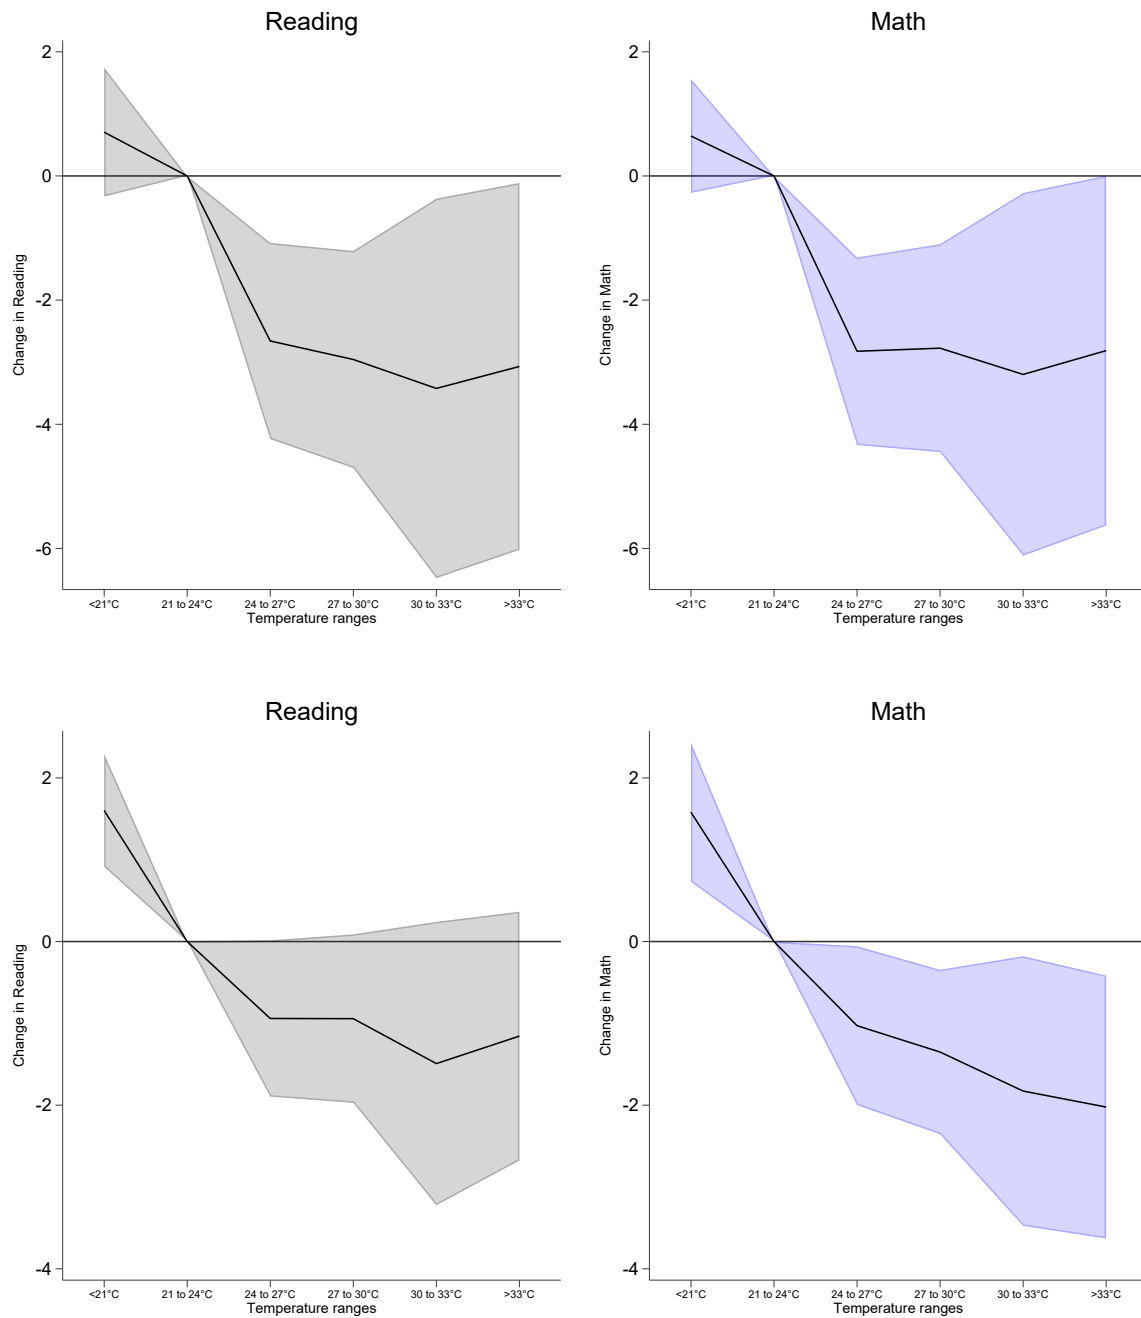 Reading
Math
2
0
-2
-4
-6
Change in Reading
<21°C
21 to 24°C
24 to 27°C
27 to 30°C
30 to 33°C
>33°C
Temperature ranges
2
0
-2
-4
-6
Change in Math
<21°C
21 to 24°C
24 to 27°C
27 to 30°C
30 to 33°C
>33°C
Temperature ranges
Reading
Math
2
0
-2
-4
Change in Reading
<21°C
21 to 24°C
24 to 27°C
27 to 30°C
30 to 33°C
>33°C
Temperature ranges
2
0
-2
-4
Change in Math
<21°C
21 to 24°C
24 to 27°C
27 to 30°C
30 to 33°C
>33°C
Temperature ranges